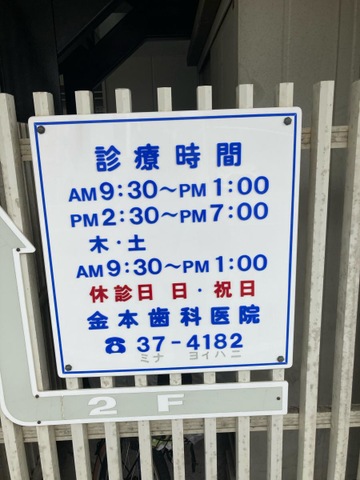 診療時間
AM9:30〜PM1:00
PM2:30〜PM7:00
木・土
AM9:30〜PM1:00
休診日 日・祝日
金本歯科医院
☎37-4182
ミナ ヨイハニ
2F